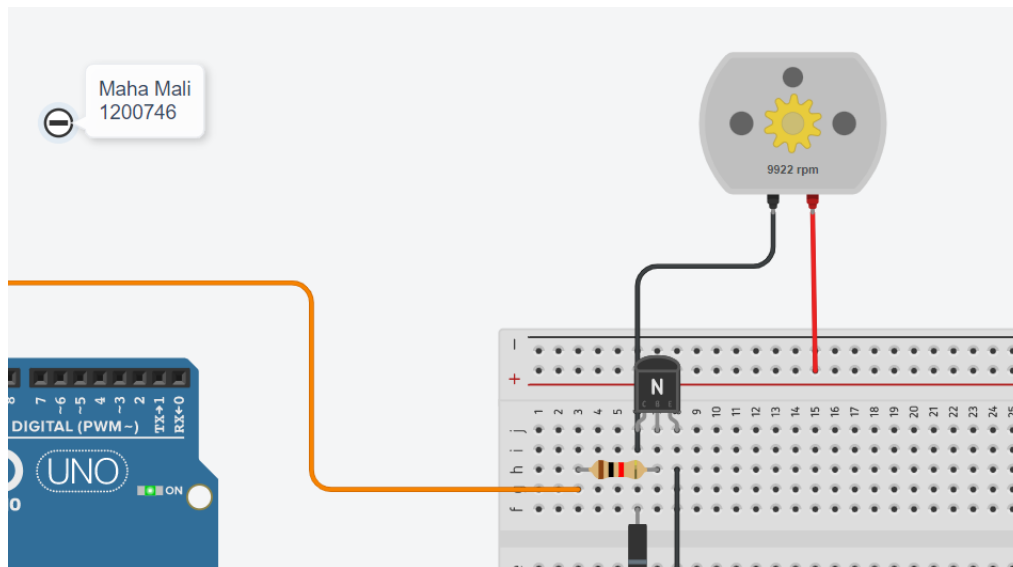 Maha Mali
1200746
9922 rpm
− 
+
N
C B E
1 2 3 4 5 8 9 10 11 12 13 14 15 16 17 18 19 20 21 22 23 24 25
j
i
h
g
f
8 7 ~6 ~5 4 ~3 2 TX→1 RX←0
DIGITAL (PWM~)
UNO
ON